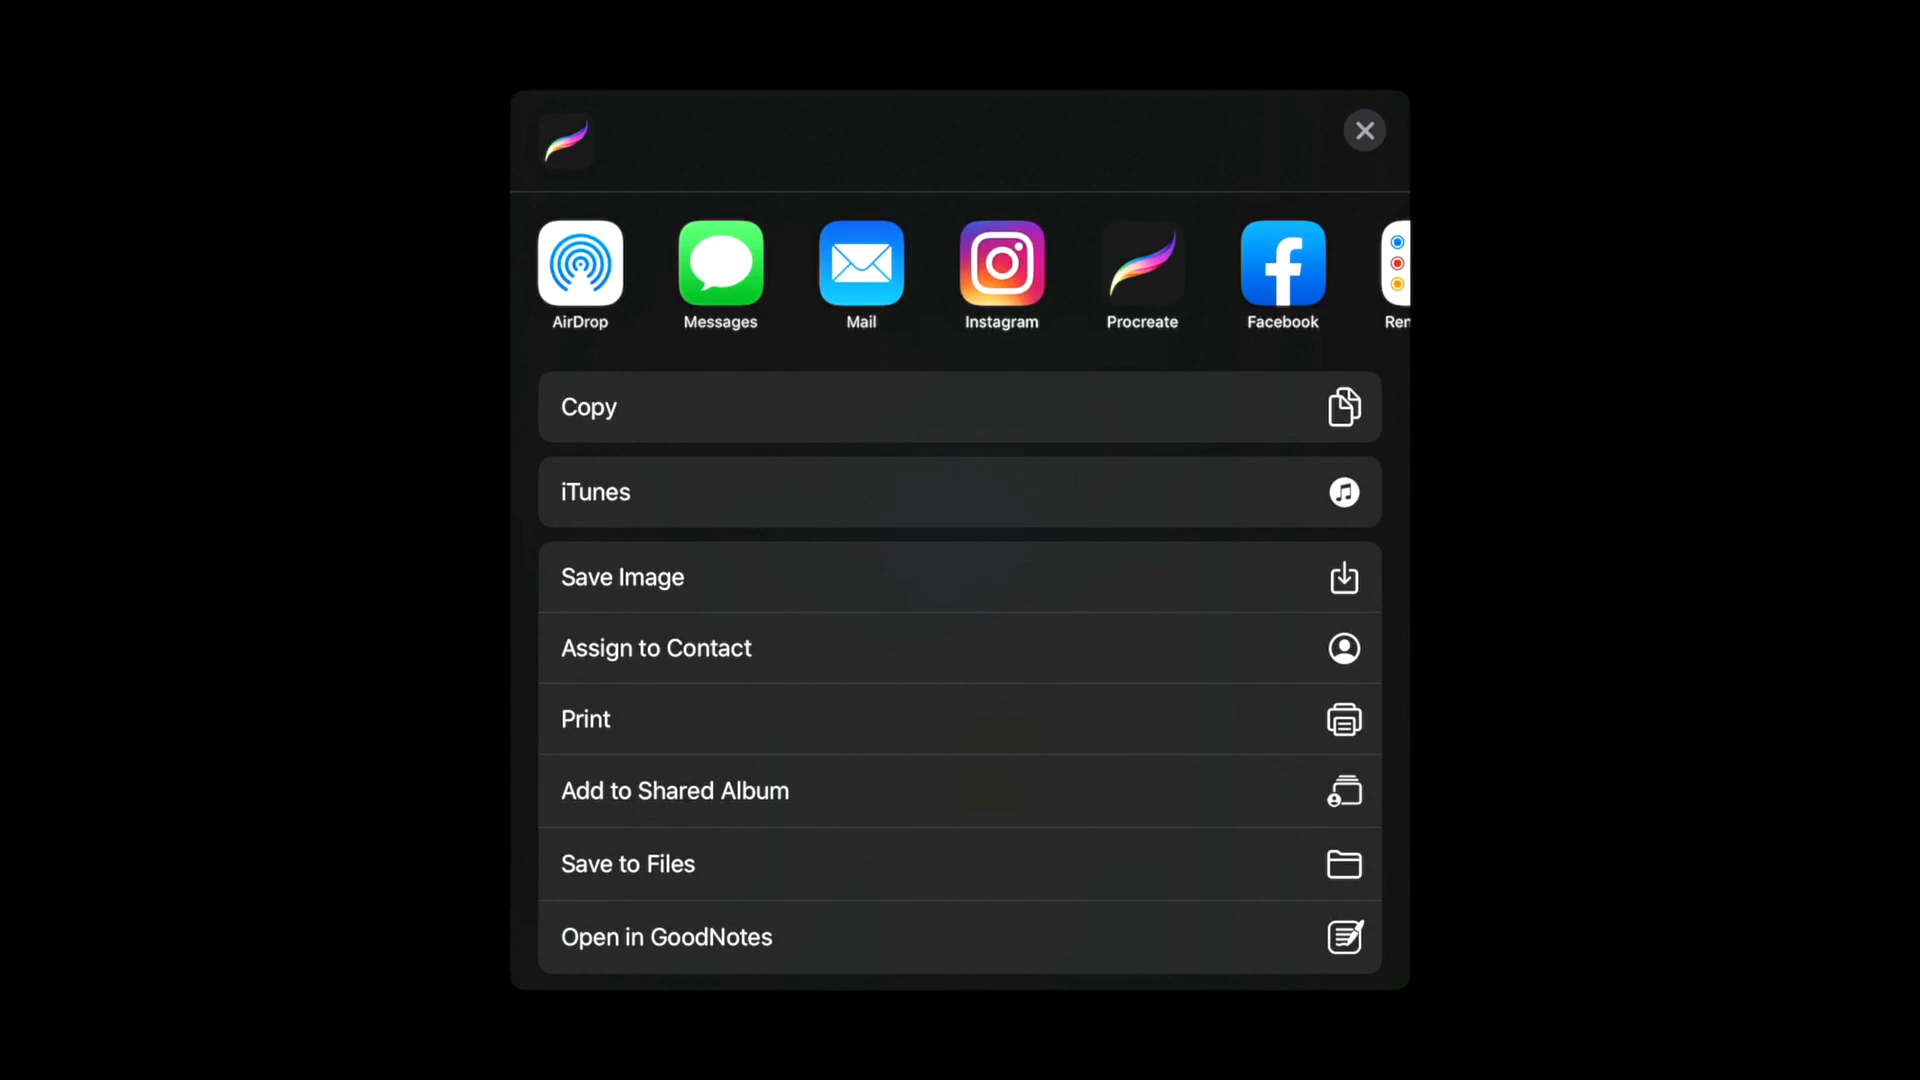 AirDrop
Messages
Mail
Instagram
Procreate
Facebook
Ren
Copy
iTunes
Save Image
Assign to Contact
Print
Add to Shared Album
Save to Files
Open in GoodNotes